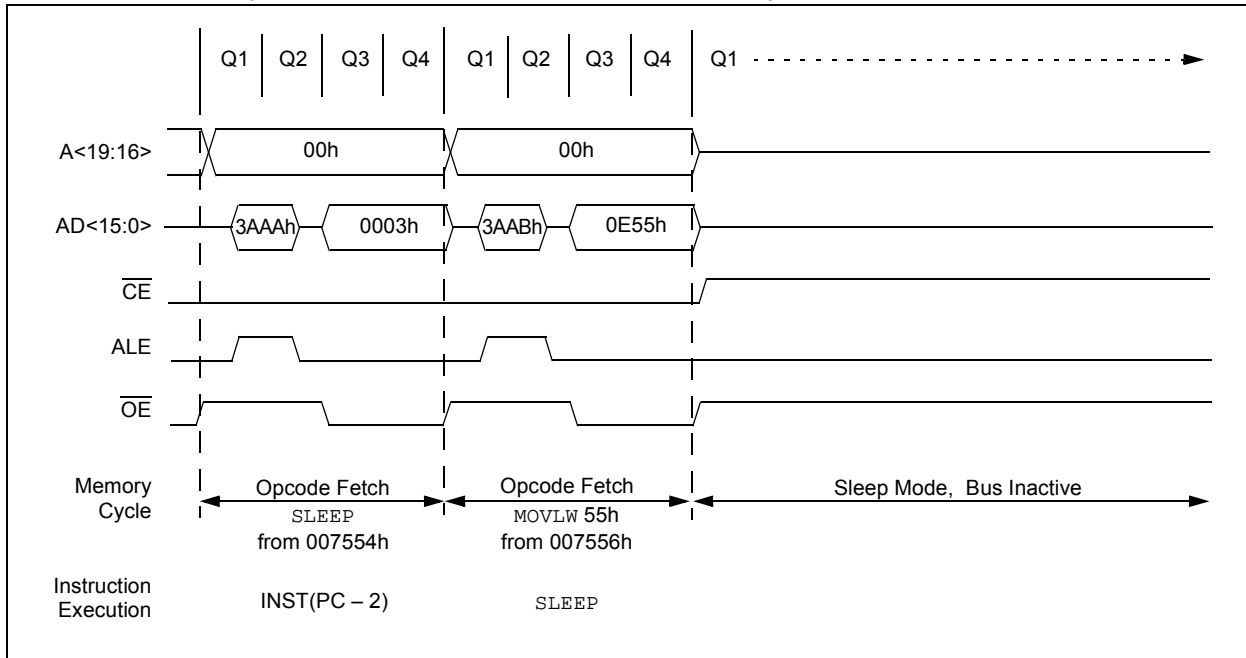 Q1 Q2 Q3 Q4 Q1 Q2 Q3 Q4 Q1
A<19:16> 00h 00h
AD<15:0> 3AAAh 0003h 3AABh 0E55h
CE
ALE
OE
Memory Cycle
Opcode Fetch
SLEEP
from 007554h
Opcode Fetch
MOVLW 55h
from 007556h
Sleep Mode, Bus Inactive
Instruction Execution
INST(PC – 2)
SLEEP